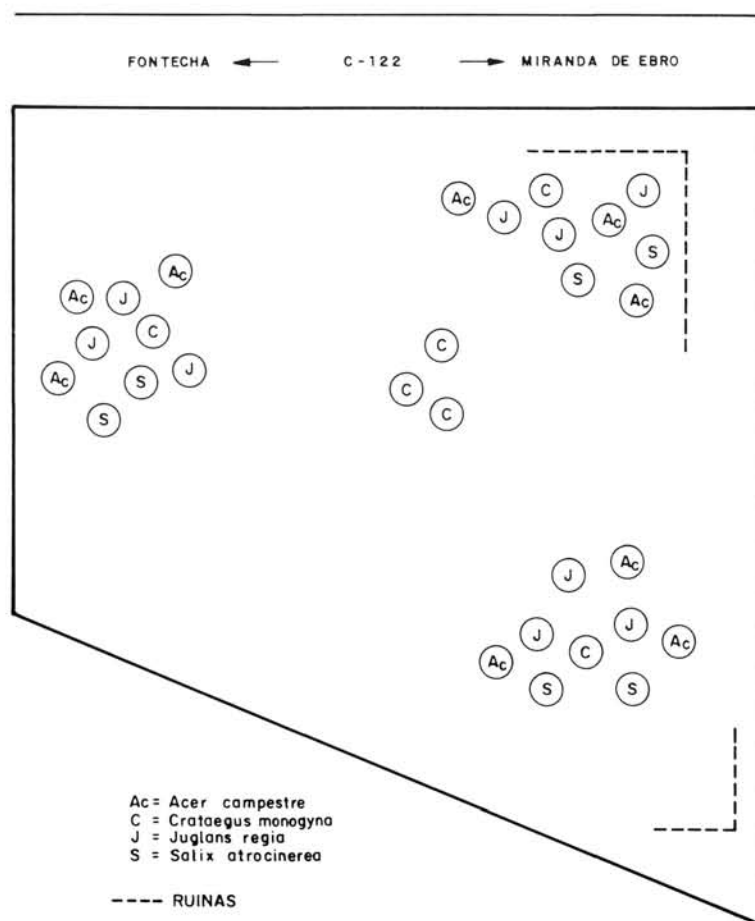 FONTECHA ← C-122 → MIRANDA DE EBRO
C J
Ac J Ac
J S
Ac S
Ac J Ac
C
J C
J
Ac S C
S C
J Ac
J J
C Ac
Ac
S S
Ac = Acer campestre
C = Crataegus monogyna
J = Juglans regia
S = Salix atrocinerea
---- RUINAS